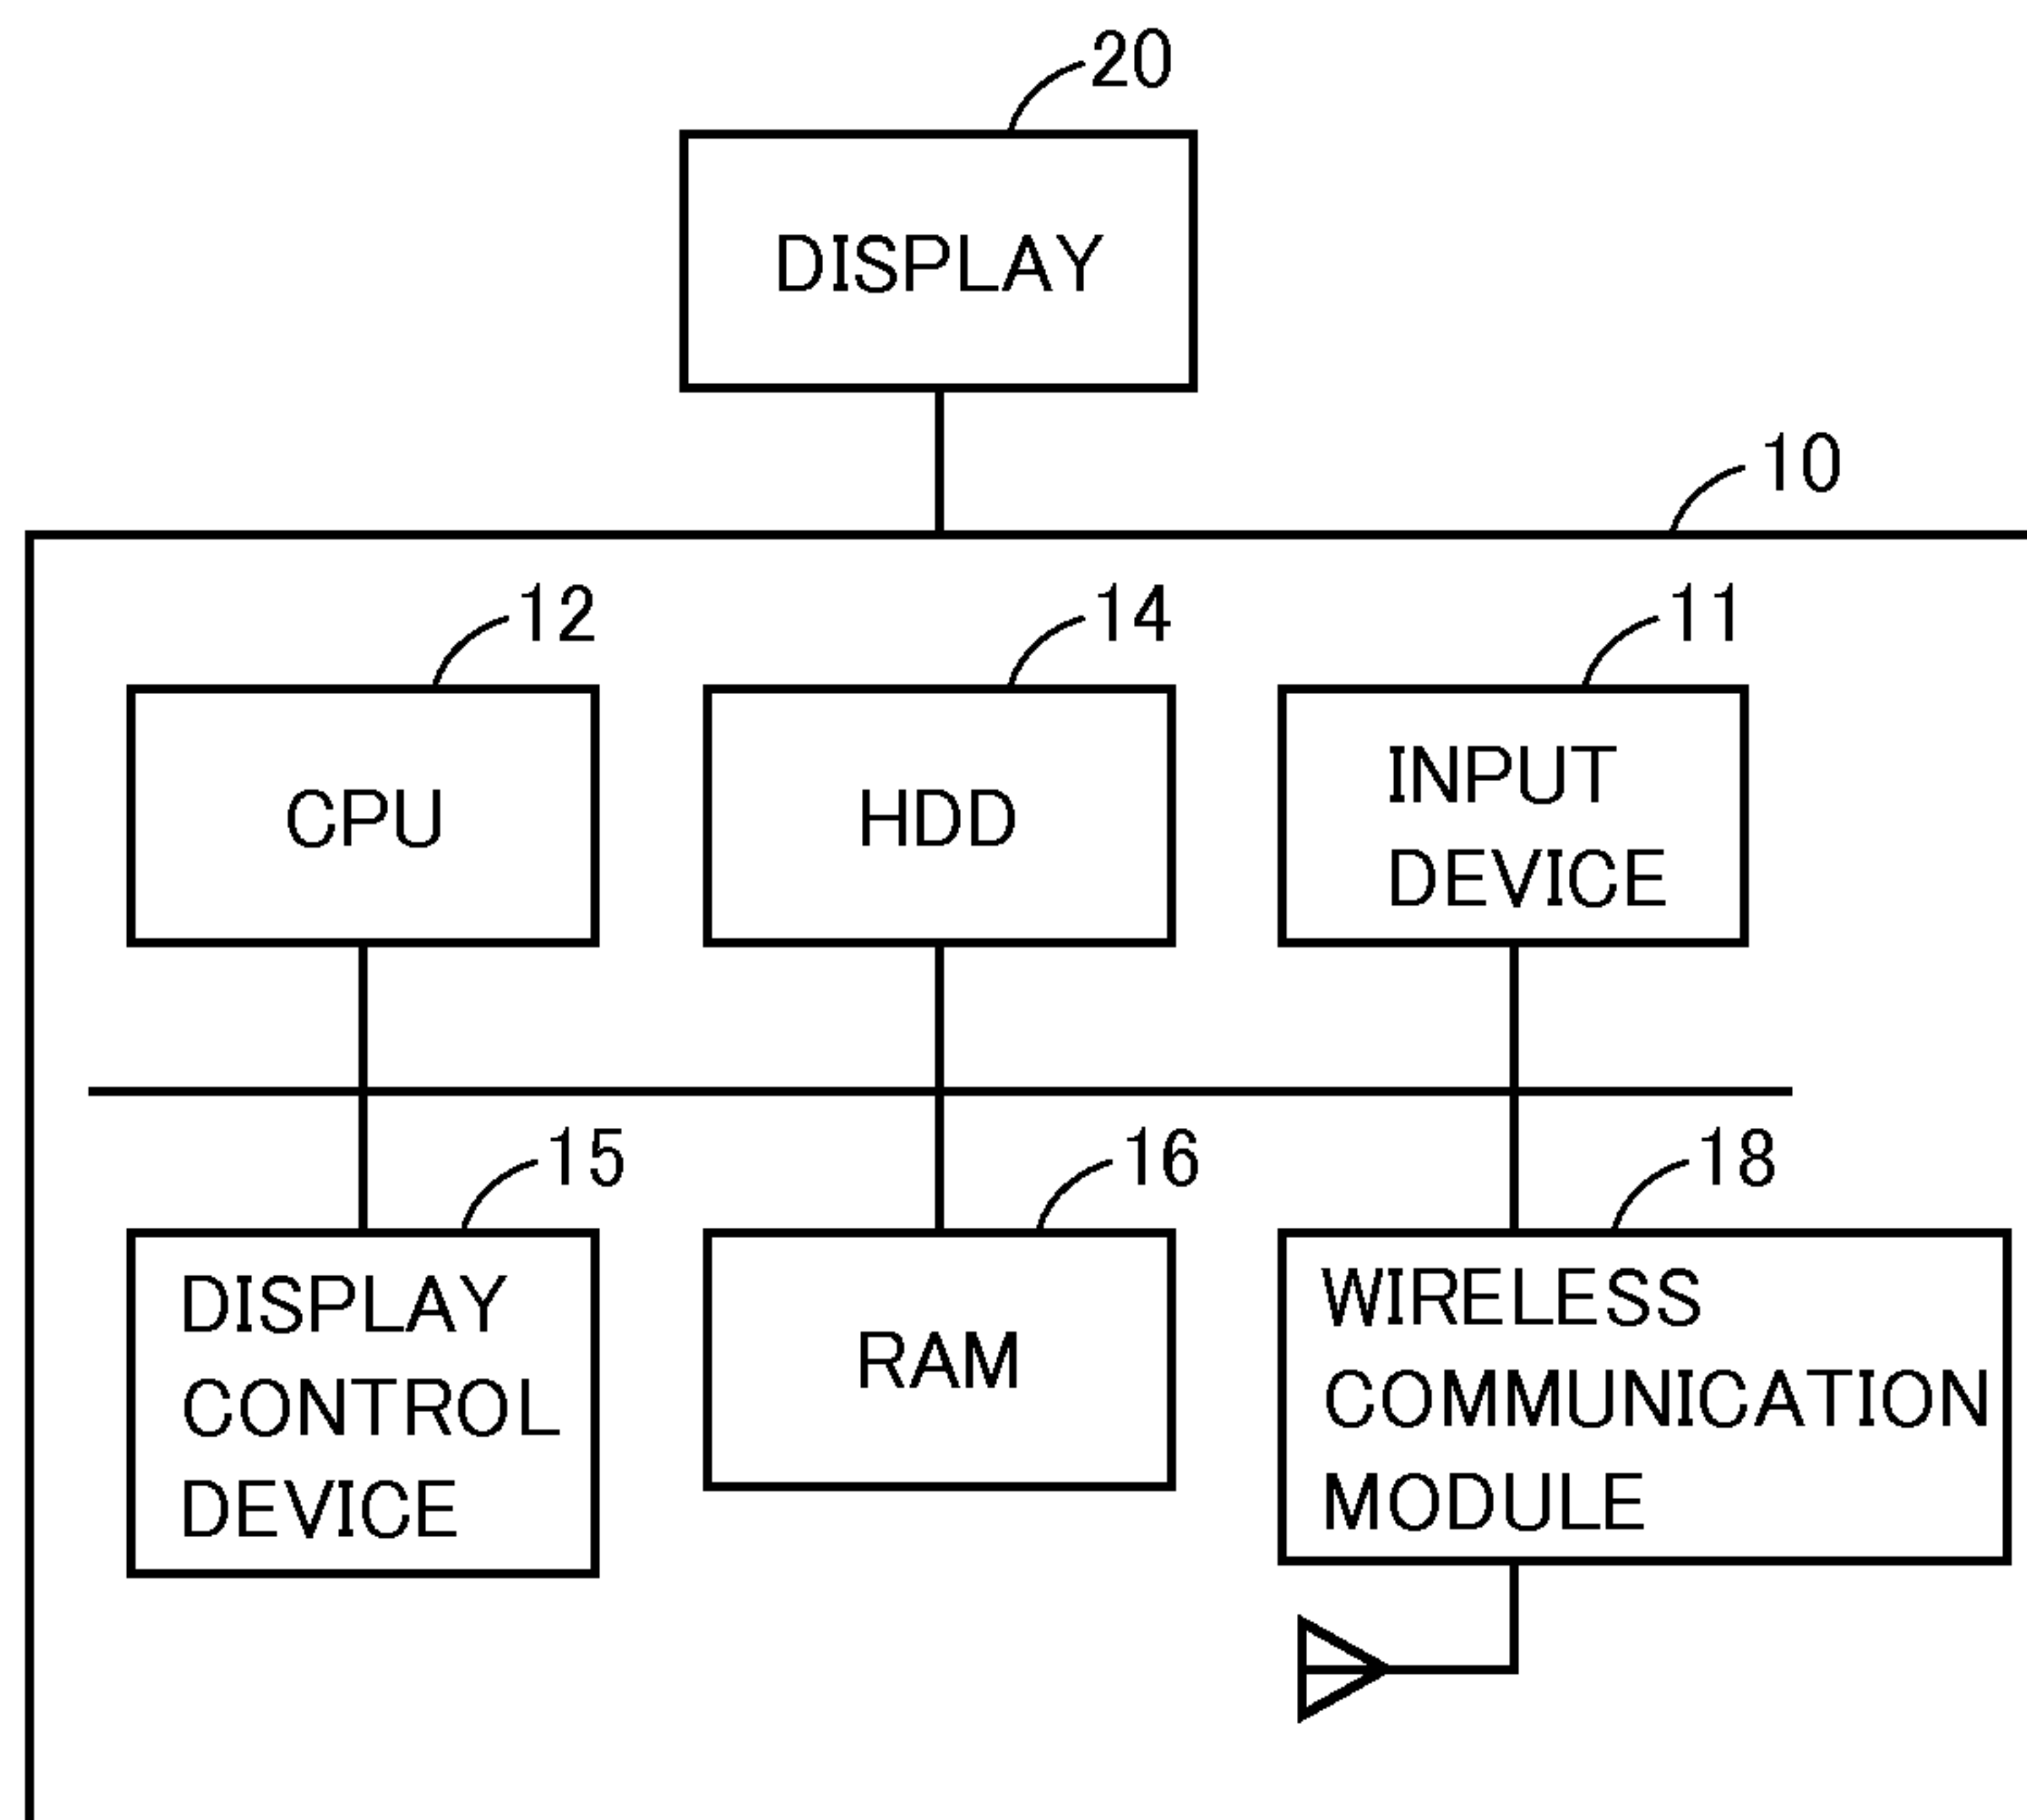 20
DISPLAY
10
12
14
11
CPU
HDD
INPUT
DEVICE
15
16
18
DISPLAY
CONTROL
DEVICE
RAM
WIRELESS
COMMUNICATION
MODULE